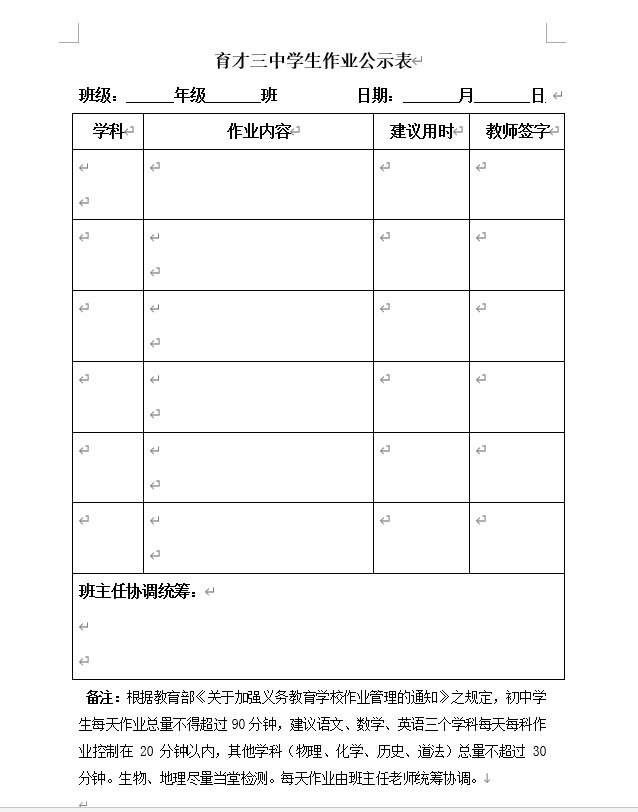 育才三中学生作业公示表
班级：______年级_______班 日期：_______月_______日
学科 作业内容 建议用时 教师签字
班主任协调统筹：
备注：根据教育部《关于加强义务教育学校作业管理的通知》之规定，初中学
生每天作业总量不得超过90分钟，建议语文、数学、英语三个学科每天每科作
业控制在 20 分钟以内，其他学科（物理、化学、历史、道法）总量不超过 30
分钟。生物、地理尽量当堂检测。每天作业由班主任老师统筹协调。